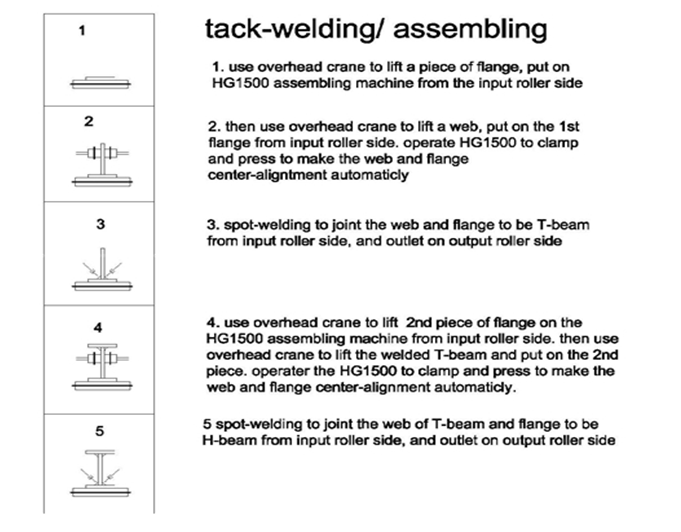 tack-welding/ assembling
1
1. use overhead crane to lift a piece of flange, put on
HG1500 assembling machine from the input roller side
2
2. then use overhead crane to lift a web, put on the 1st
flange from input roller side. operate HG1500 to clamp
and press to make the web and flange
center-aligntment automaticly
3
3. spot-welding to joint the web and flange to be T-beam
from input roller side, and outlet on output roller side
4
4. use overhead crane to lift 2nd piece of flange on the
HG1500 assembling machine from input roller side. then use
overhead crane to lift the welded T-beam and put on the 2nd
piece. operater the HG1500 to clamp and press to make the
web and flange center-alignment automaticly.
5
5 spot-welding to joint the web of T-beam and flange to be
H-beam from input roller side, and outlet on output roller side